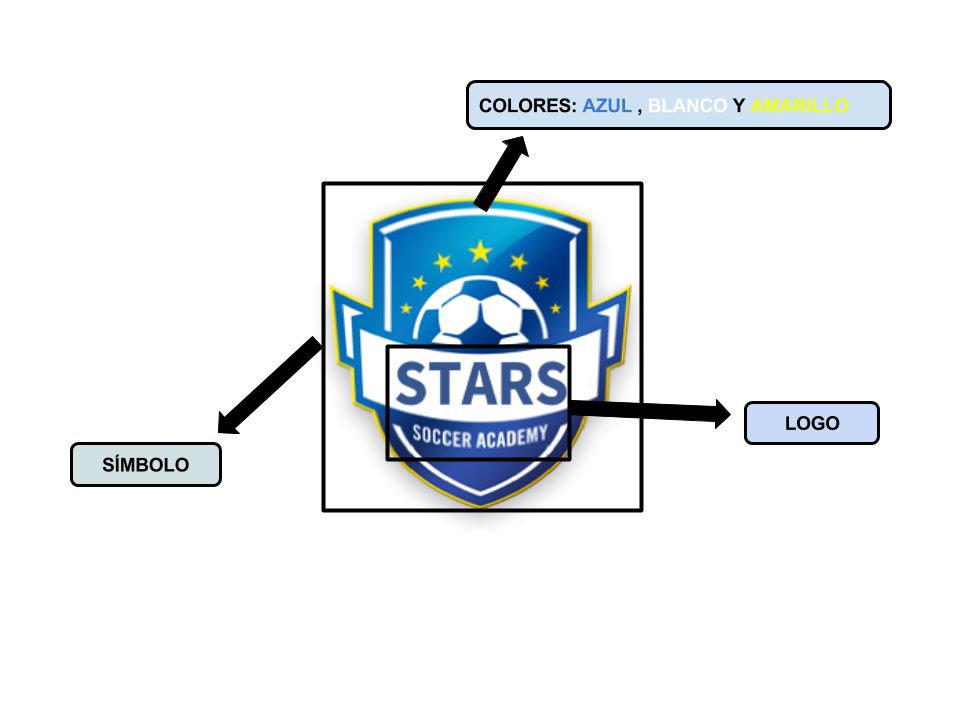 COLORES: AZUL , BLANCO Y AMARILLO
STARS
SOCCER ACADEMY
LOGO
SÍMBOLO